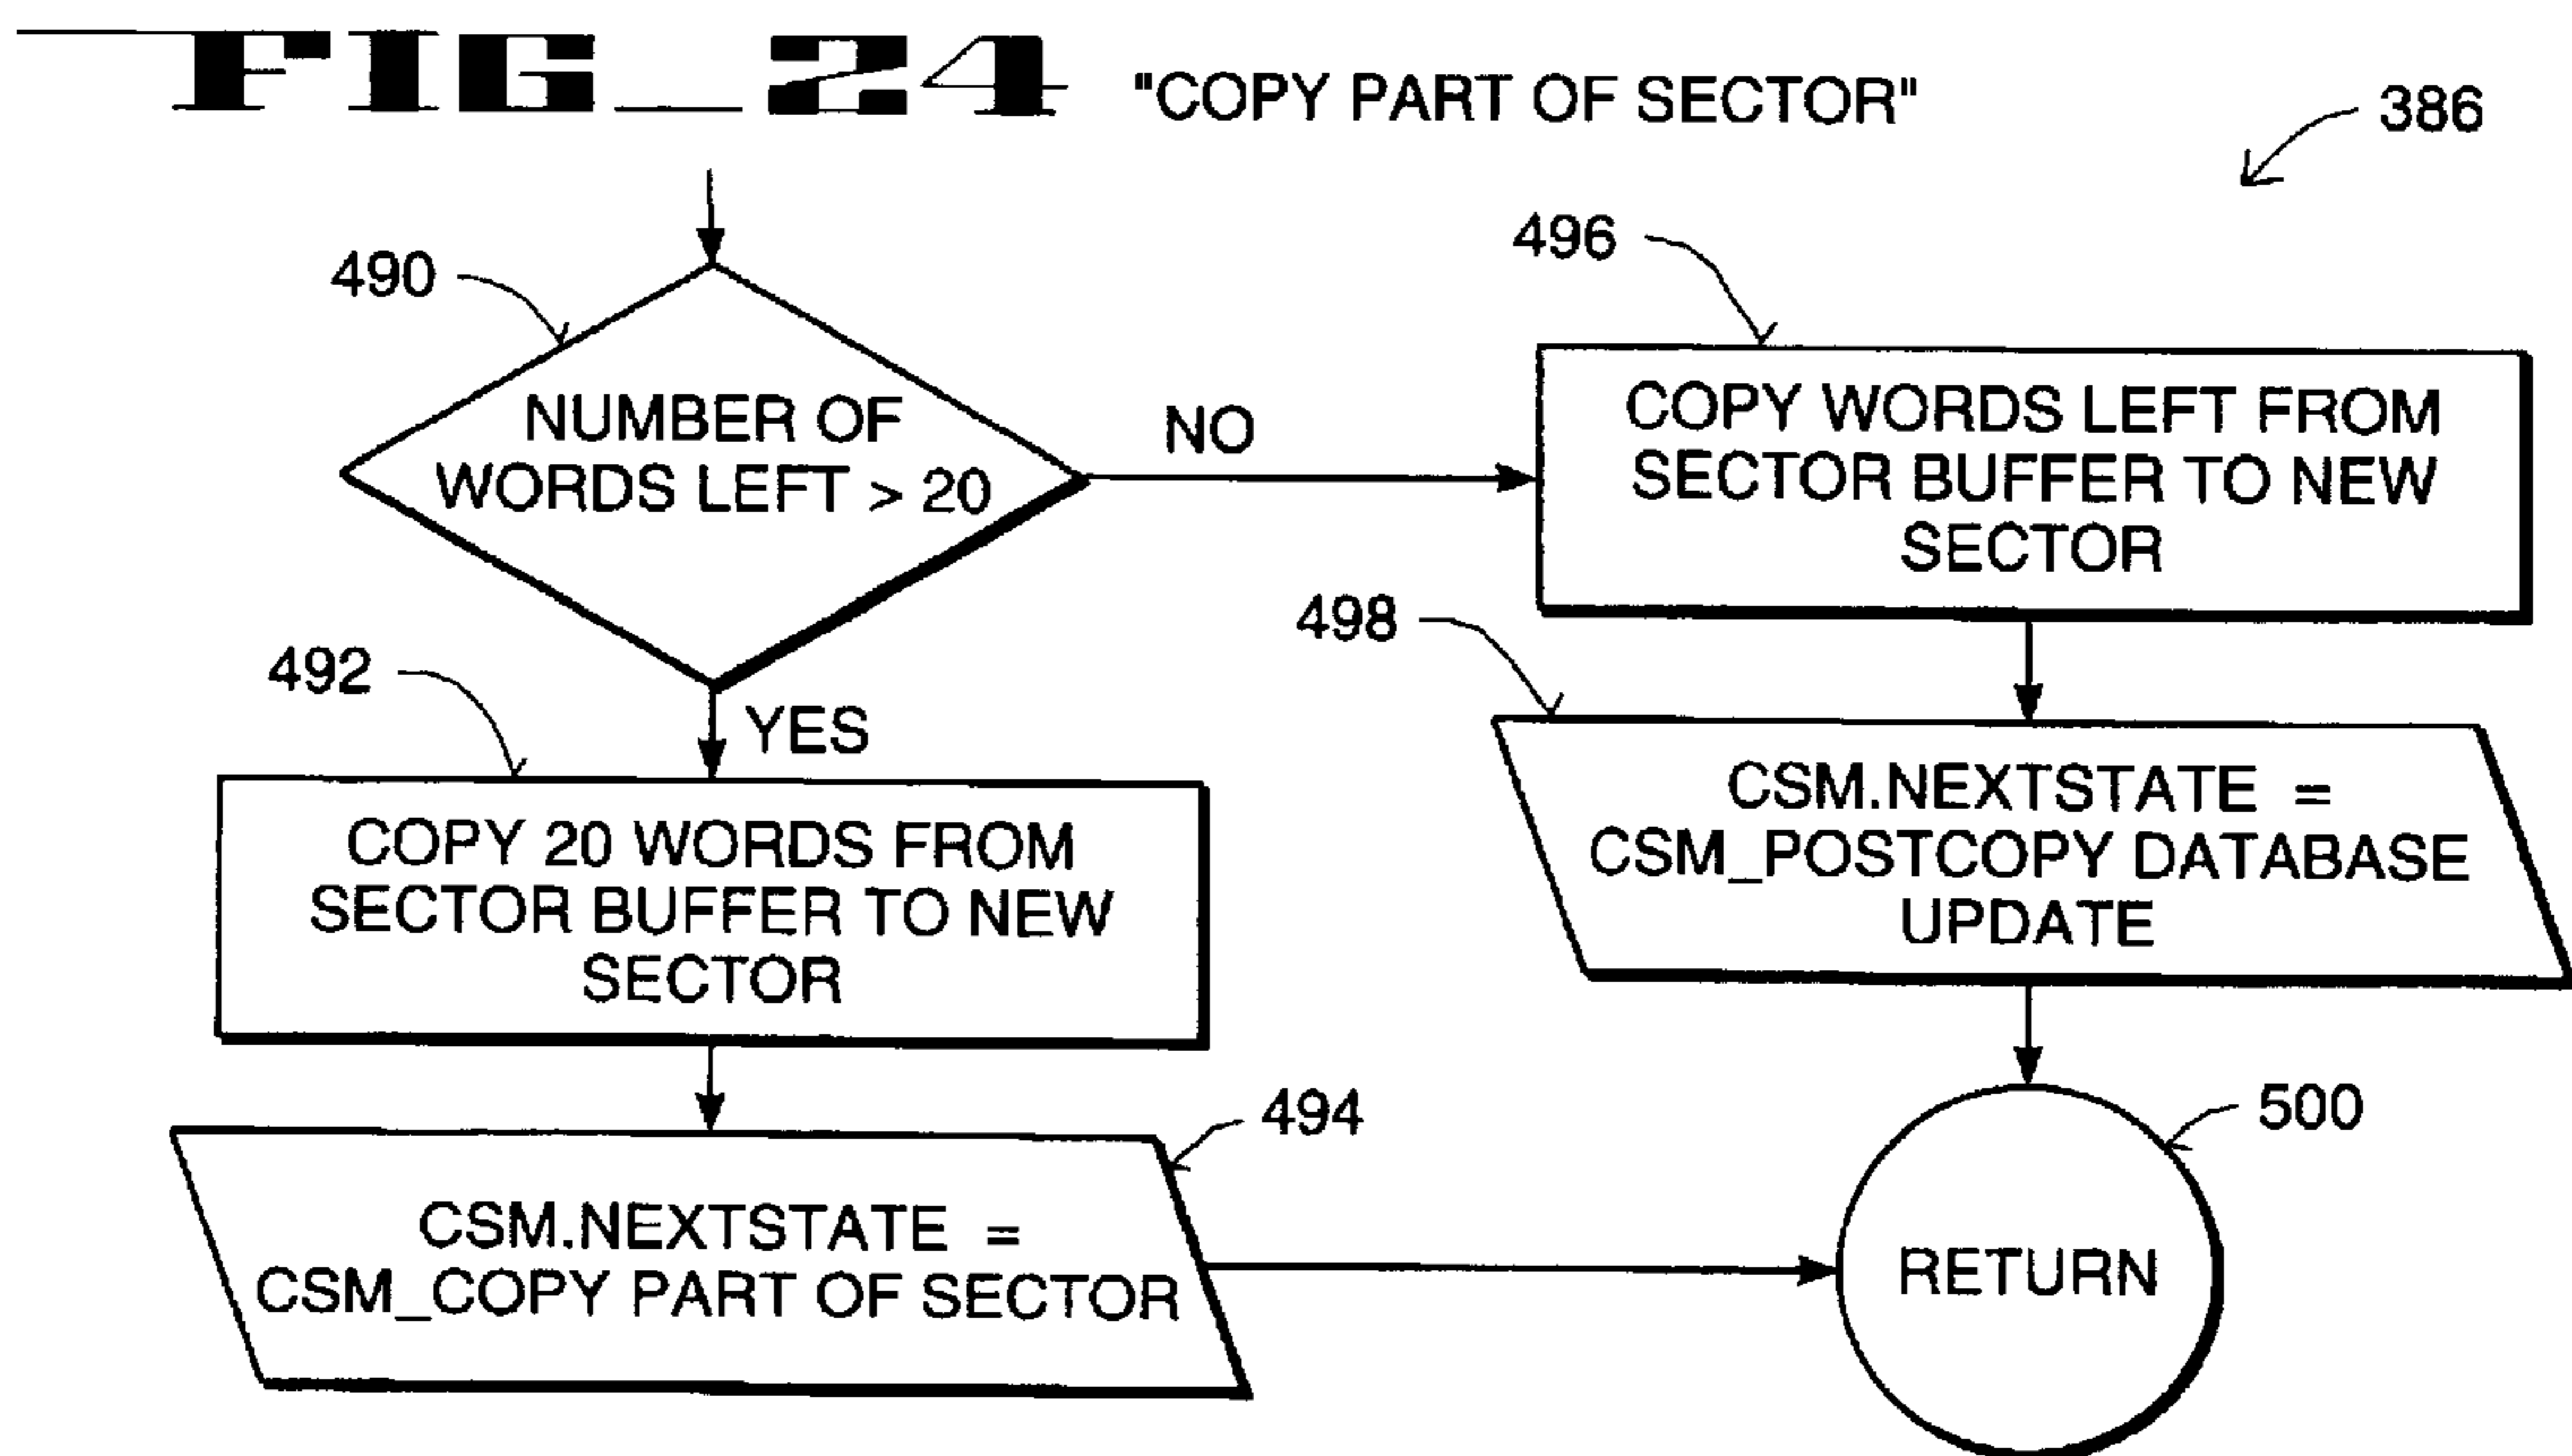 FIG_24 "COPY PART OF SECTOR"
386
490
NUMBER OF
WORDS LEFT > 20
NO
YES
496
COPY WORDS LEFT FROM
SECTOR BUFFER TO NEW
SECTOR
492
COPY 20 WORDS FROM
SECTOR BUFFER TO NEW
SECTOR
498
CSM.NEXTSTATE =
CSM_POSTCOPY DATABASE
UPDATE
494
CSM.NEXTSTATE =
CSM_COPY PART OF SECTOR
500
RETURN